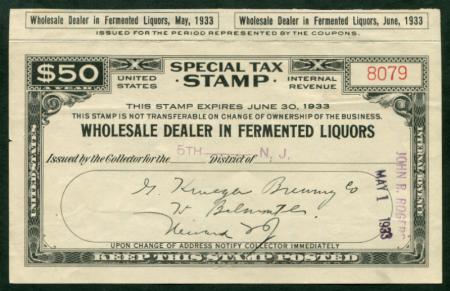 Wholesale Dealer in Fermented Liquors, May, 1933 Wholesale Dealer in Fermented Liquors, June, 1933
ISSUED FOR THE PERIOD REPRESENTED BY THE COUPONS.
$50 A YEAR
SPECIAL TAX
UNITED STATES STAMP INTERNAL REVENUE
8079
THIS STAMP EXPIRES JUNE 30, 1933
THIS STAMP IS NOT TRANSFERABLE ON CHANGE OF OWNERSHIP OF THE BUSINESS.
WHOLESALE DEALER IN FERMENTED LIQUORS
Issued by the Collector for the 5TH District of N. J.
G. Krueger Brewing Co
Newark NJ
JOHN R. ROGERS
MAY 1 1933
UPON CHANGE OF ADDRESS NOTIFY COLLECTOR IMMEDIATELY
KEEP THIS STAMP POSTED